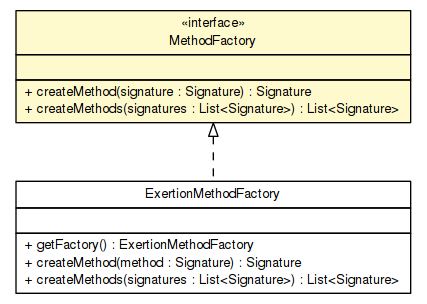 «interface»
MethodFactory
+ createMethod(signature : Signature) : Signature
+ createMethods(signatures : List<Signature>) : List<Signature>
ExertionMethodFactory
+ getFactory() : ExertionMethodFactory
+ createMethod(method : Signature) : Signature
+ createMethods(signatures : List<Signature>) : List<Signature>